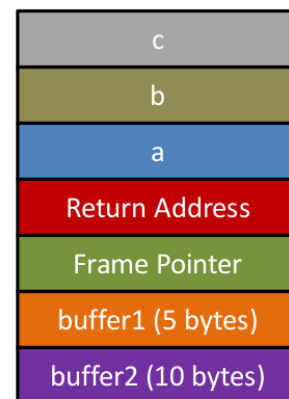 c
b
a
Return Address
Frame Pointer
buffer1 (5 bytes)
buffer2 (10 bytes)